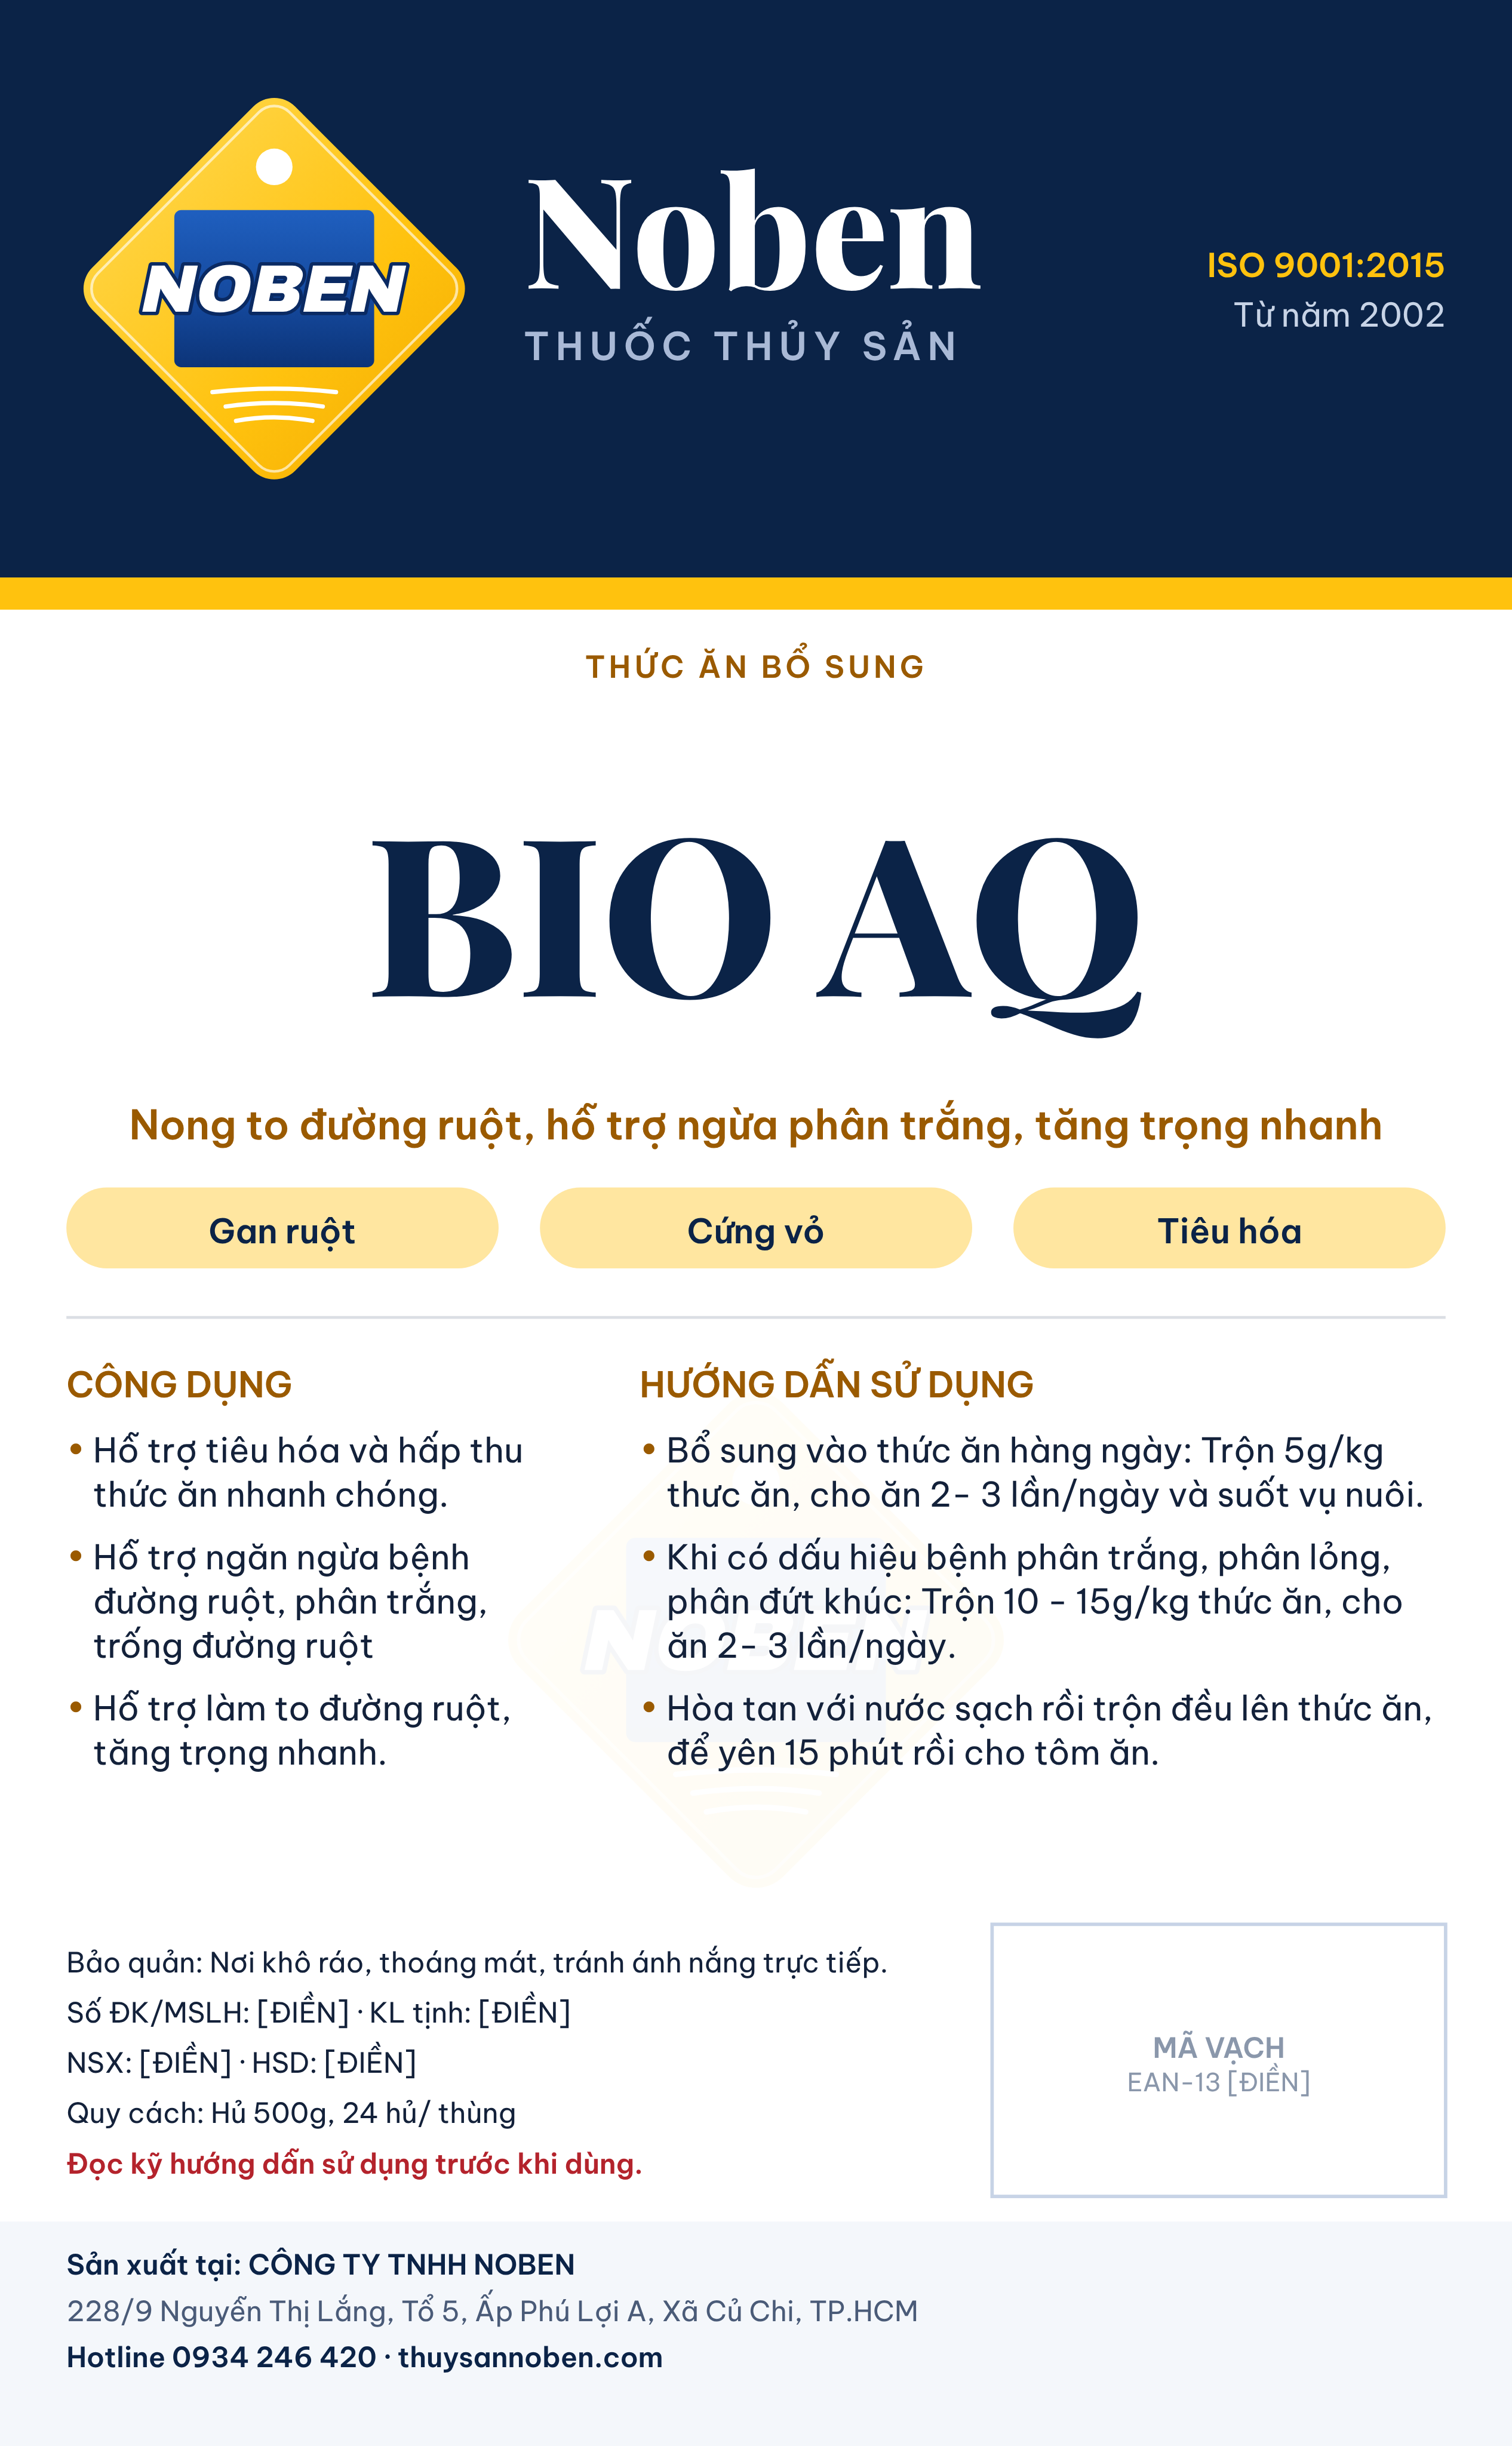 NOBEN
Noben
THUỐC THỦY SẢN
ISO 9001:2015
Từ năm 2002
THỨC ĂN BỔ SUNG
BIO AQ
Nong to đường ruột, hỗ trợ ngừa phân trắng, tăng trọng nhanh
Gan ruột
Cứng vỏ
Tiêu hóa
CÔNG DỤNG
• Hỗ trợ tiêu hóa và hấp thu
thức ăn nhanh chóng.
• Hỗ trợ ngăn ngừa bệnh
đường ruột, phân trắng,
trống đường ruột
• Hỗ trợ làm to đường ruột,
tăng trọng nhanh.
HƯỚNG DẪN SỬ DỤNG
• Bổ sung vào thức ăn hàng ngày: Trộn 5g/kg
thưc ăn, cho ăn 2- 3 lần/ngày và suốt vụ nuôi.
• Khi có dấu hiệu bệnh phân trắng, phân lỏng,
phân đứt khúc: Trộn 10 - 15g/kg thức ăn, cho
ăn 2- 3 lần/ngày.
• Hòa tan với nước sạch rồi trộn đều lên thức ăn,
để yên 15 phút rồi cho tôm ăn.
NOBEN
Bảo quản: Nơi khô ráo, thoáng mát, tránh ánh nắng trực tiếp.
Số ĐK/MSLH: [ĐIỀN] · KL tịnh: [ĐIỀN]
NSX: [ĐIỀN] · HSD: [ĐIỀN]
Quy cách: Hủ 500g, 24 hủ/ thùng
Đọc kỹ hướng dẫn sử dụng trước khi dùng.
MÃ VẠCH
EAN-13 [ĐIỀN]
Sản xuất tại: CÔNG TY TNHH NOBEN
228/9 Nguyễn Thị Lắng, Tổ 5, Ấp Phú Lợi A, Xã Củ Chi, TP.HCM
Hotline 0934 246 420 · thuysannoben.com